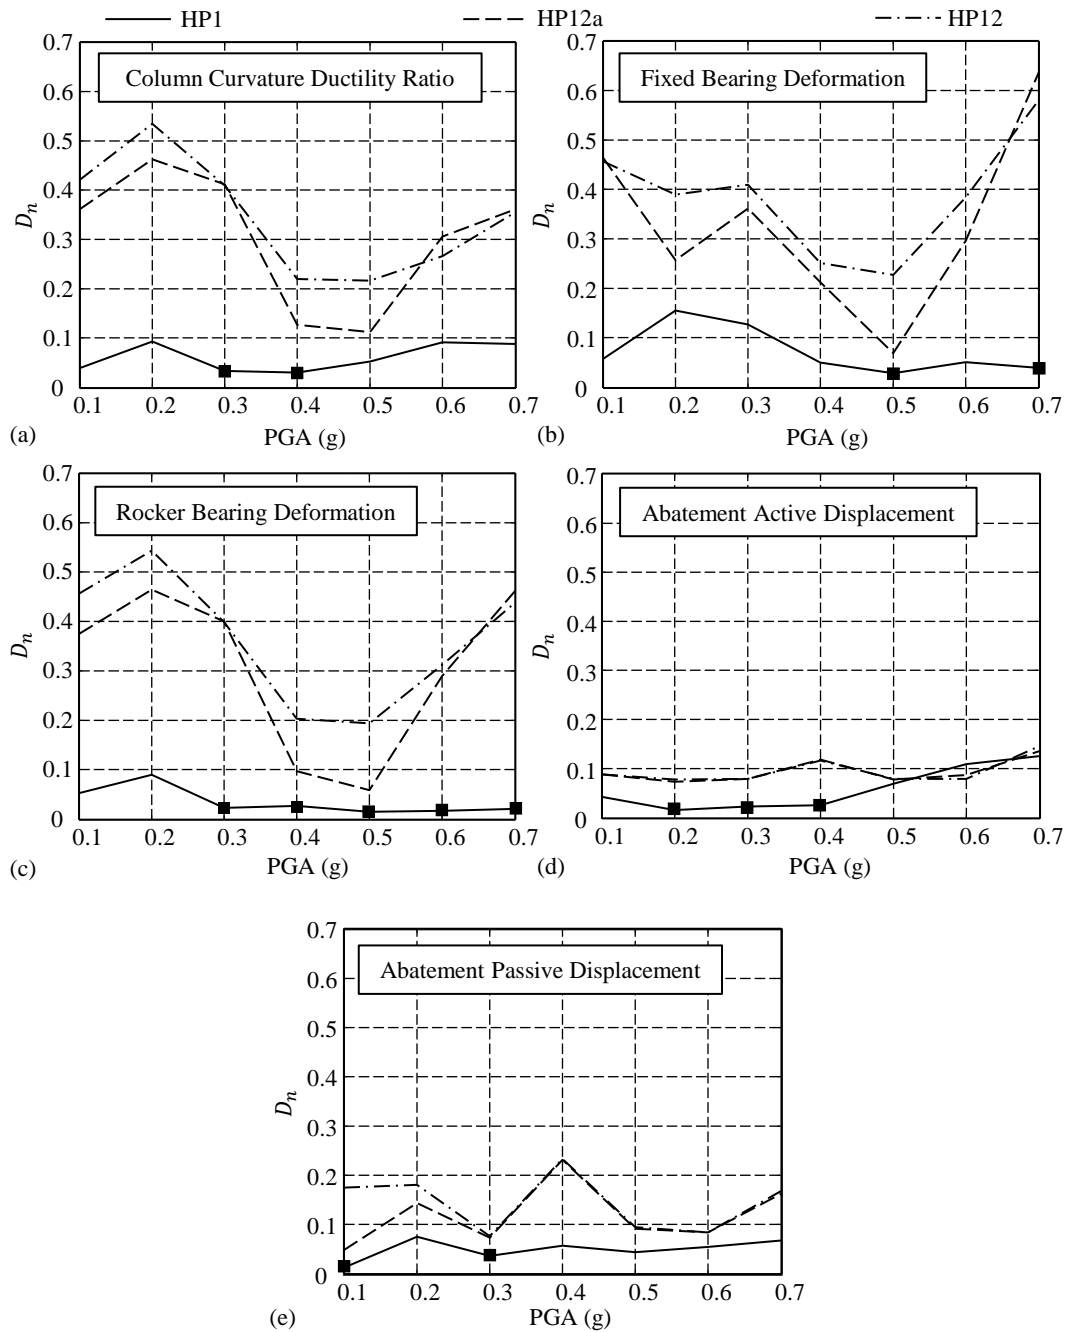 HP1 HP12a HP12
Column Curvature Ductility Ratio
0.7
0.6
0.5
0.4
0.3
0.2
0.1
0
Dn
0.1 0.2 0.3 0.4 0.5 0.6 0.7
(a) PGA (g)
Fixed Bearing Deformation
0.7
0.6
0.5
0.4
0.3
0.2
0.1
0
Dn
0.1 0.2 0.3 0.4 0.5 0.6 0.7
(b) PGA (g)
Rocker Bearing Deformation
0.7
0.6
0.5
0.4
0.3
0.2
0.1
0
Dn
0.1 0.2 0.3 0.4 0.5 0.6 0.7
(c) PGA (g)
Abatement Active Displacement
0.7
0.6
0.5
0.4
0.3
0.2
0.1
0
Dn
0.1 0.2 0.3 0.4 0.5 0.6 0.7
(d) PGA (g)
Abatement Passive Displacement
0.7
0.6
0.5
0.4
0.3
0.2
0.1
0
Dn
0.1 0.2 0.3 0.4 0.5 0.6 0.7
(e) PGA (g)